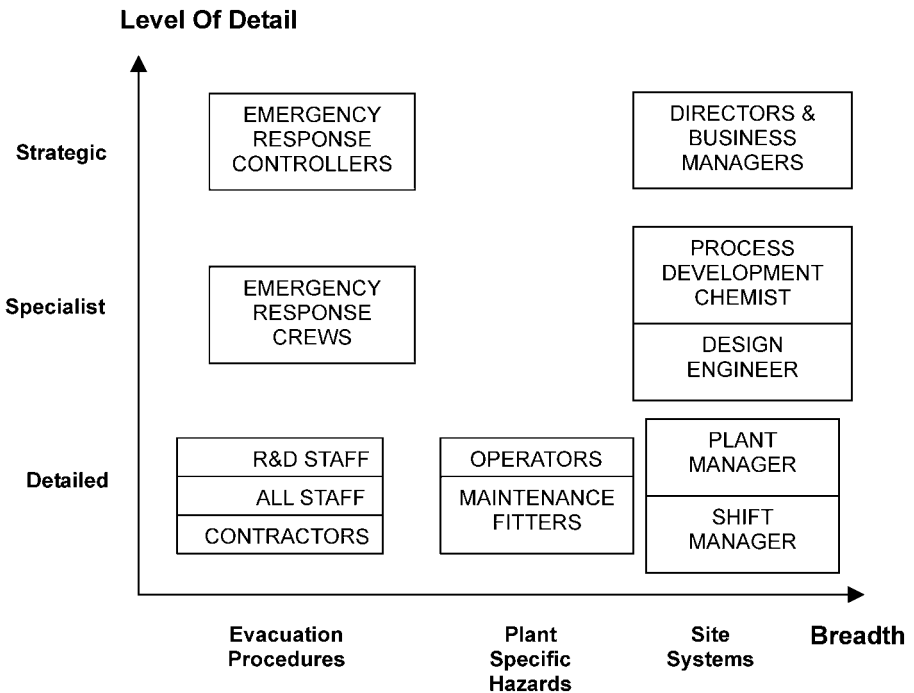 Level Of Detail
Strategic
EMERGENCY
RESPONSE
CONTROLLERS
DIRECTORS &
BUSINESS
MANAGERS
Specialist
EMERGENCY
RESPONSE
CREWS
PROCESS
DEVELOPMENT
CHEMIST
DESIGN
ENGINEER
Detailed
R&D STAFF
ALL STAFF
CONTRACTORS
OPERATORS
MAINTENANCE
FITTERS
PLANT
MANAGER
SHIFT
MANAGER
Evacuation
Procedures
Plant
Specific
Hazards
Site
Systems
Breadth